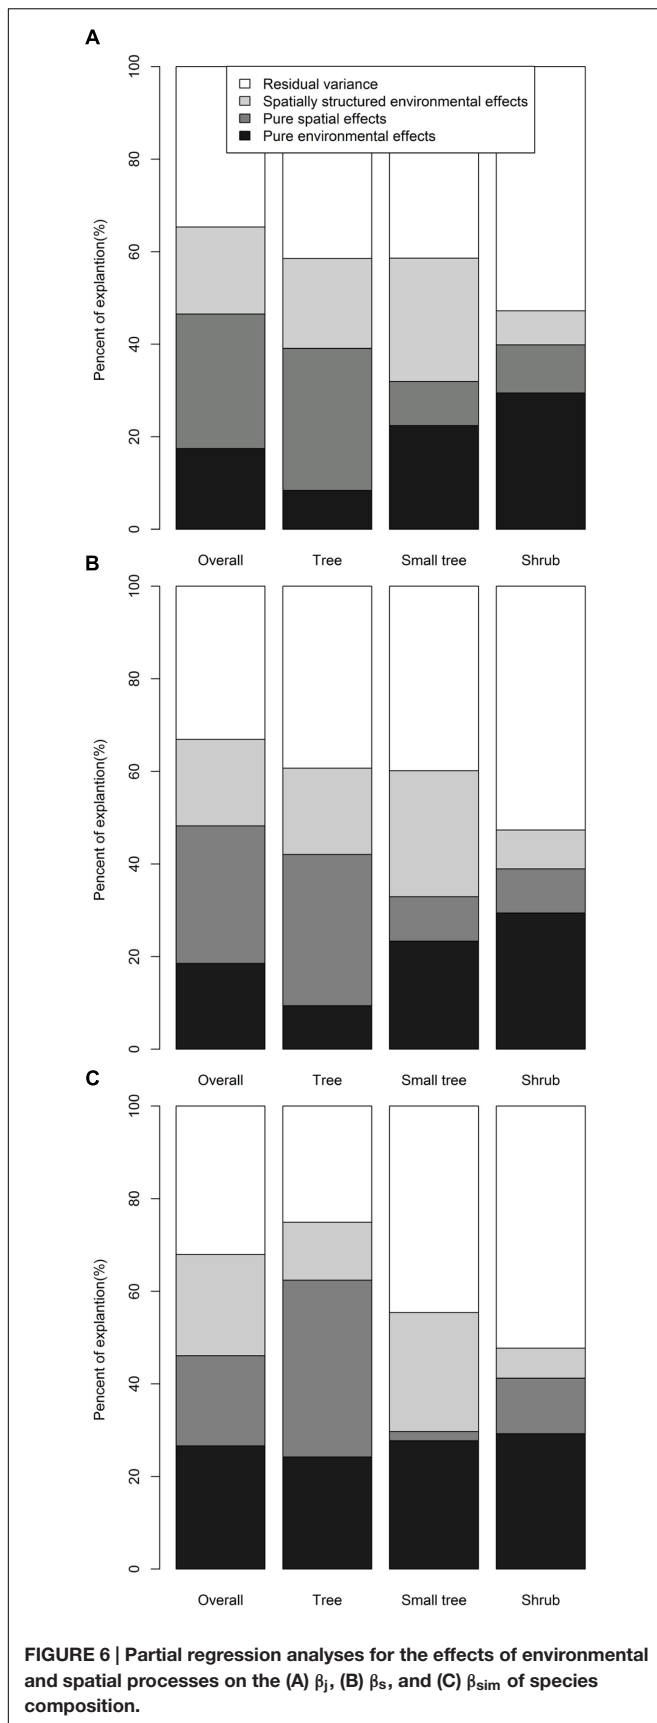 A
Residual variance
Spatially structured environmental effects
Pure spatial effects
Pure environmental effects
Pencent of explantion(%)
100
80
60
40
20
0
Overall Tree Small tree Shrub
B
Pencent of explantion(%)
100
80
60
40
20
0
Overall Tree Small tree Shrub
C
Pencent of explantion(%)
100
80
60
40
20
0
Overall Tree Small tree Shrub
FIGURE 6 | Partial regression analyses for the effects of environmental
and spatial processes on the (A) βj, (B) βs, and (C) βsim of species
composition.